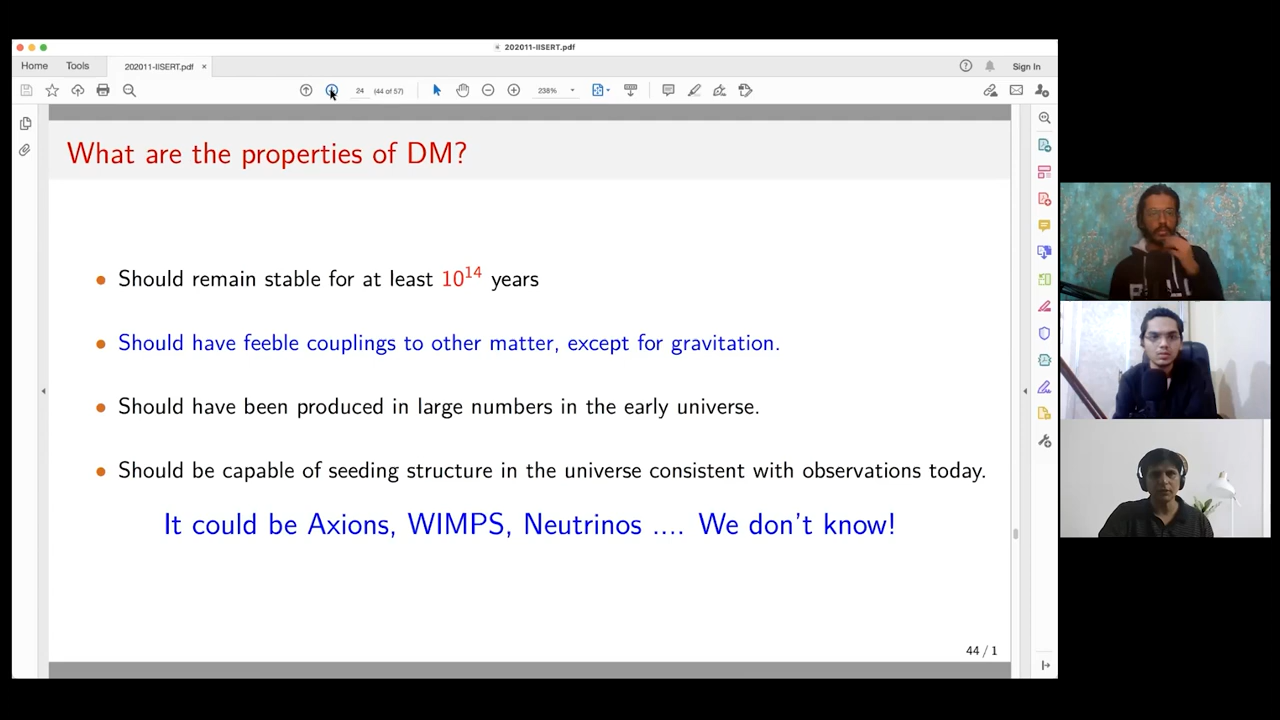 202011-IISERT.pdf
Home Tools 202011-IISERT.pdf × Sign In
24 (44 of 57) 238%
What are the properties of DM?
Should remain stable for at least 10¹⁴ years
Should have feeble couplings to other matter, except for gravitation.
Should have been produced in large numbers in the early universe.
Should be capable of seeding structure in the universe consistent with observations today.
It could be Axions, WIMPS, Neutrinos .... We don't know!
44 / 1